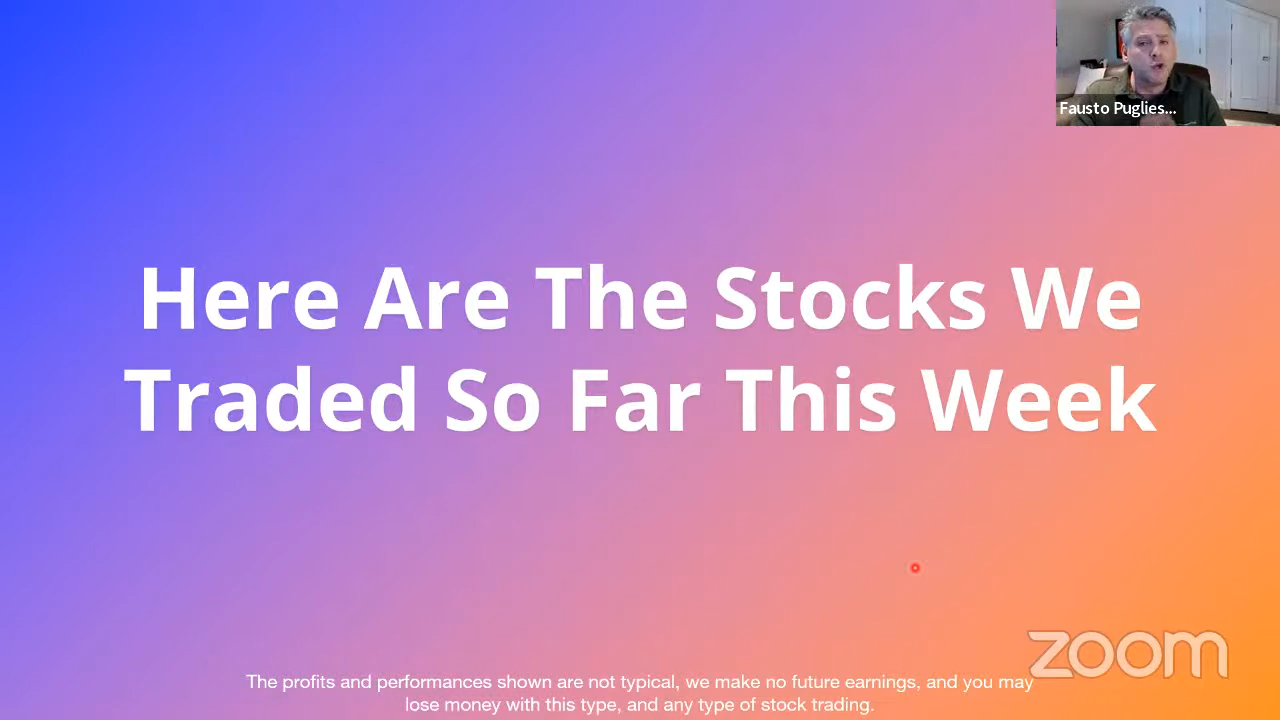 Fausto Puglies...
Here Are The Stocks We
Traded So Far This Week
zoom
The profits and performances shown are not typical, we make no future earnings, and you may
lose money with this type, and any type of stock trading.